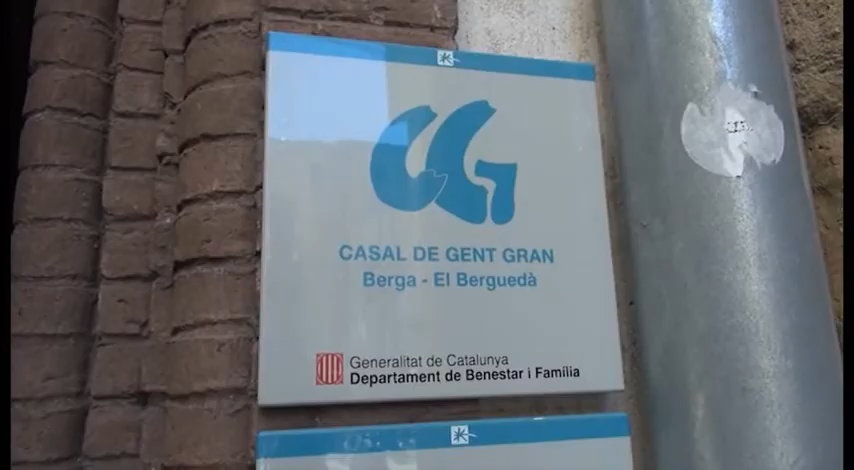 CASAL DE GENT GRAN
Berga - El Berguedà
Generalitat de Catalunya
Departament de Benestar i Família